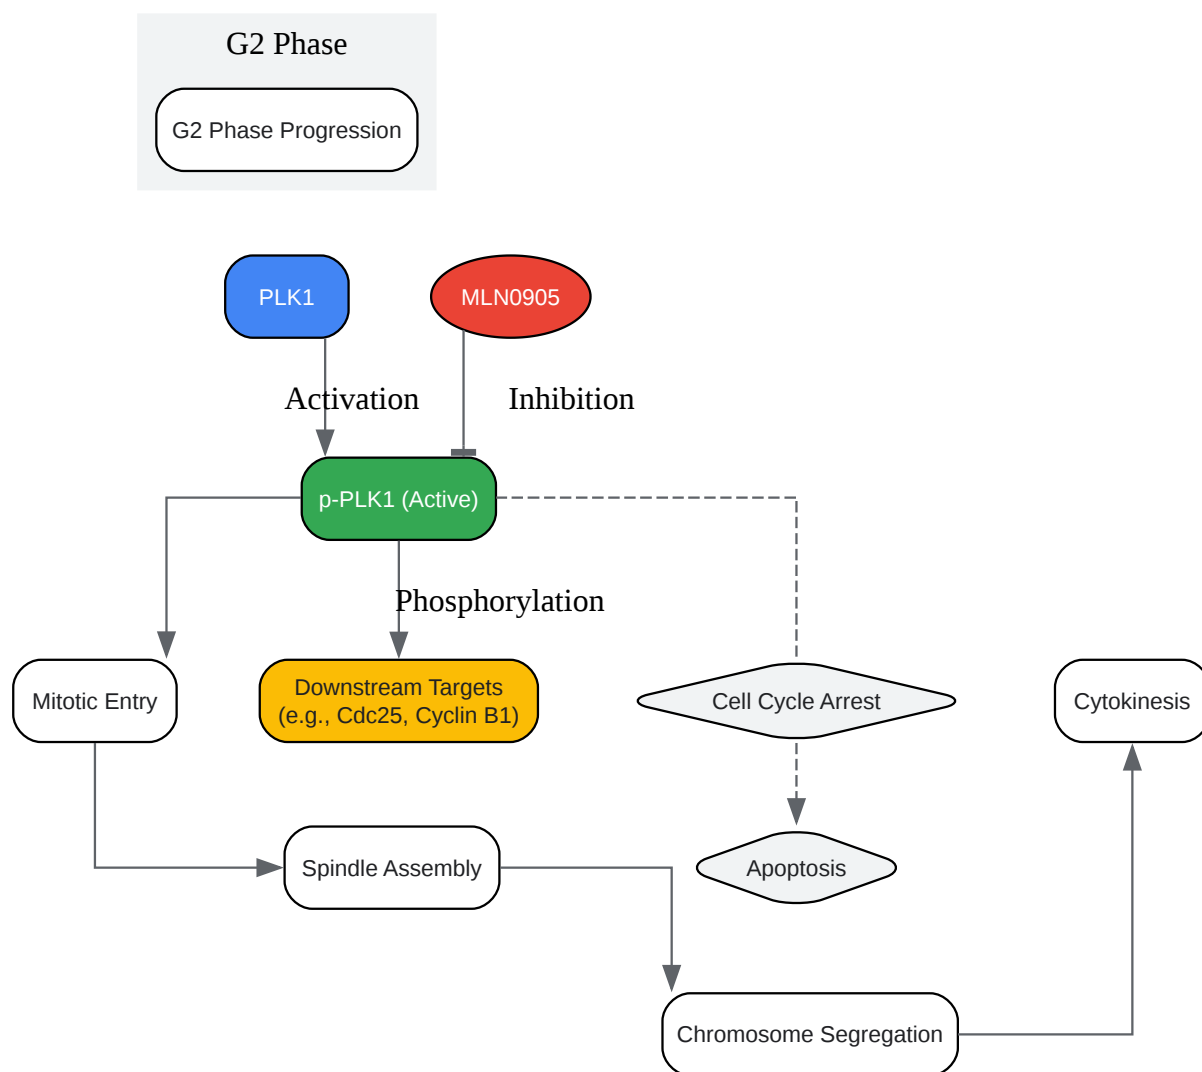 G2 Phase
G2 Phase Progression
PLK1
MLN0905
Activation
Inhibition
p-PLK1 (Active)
Phosphorylation
Mitotic Entry
Downstream Targets
(e.g., Cdc25, Cyclin B1)
Cell Cycle Arrest
Cytokinesis
Spindle Assembly
Apoptosis
Chromosome Segregation